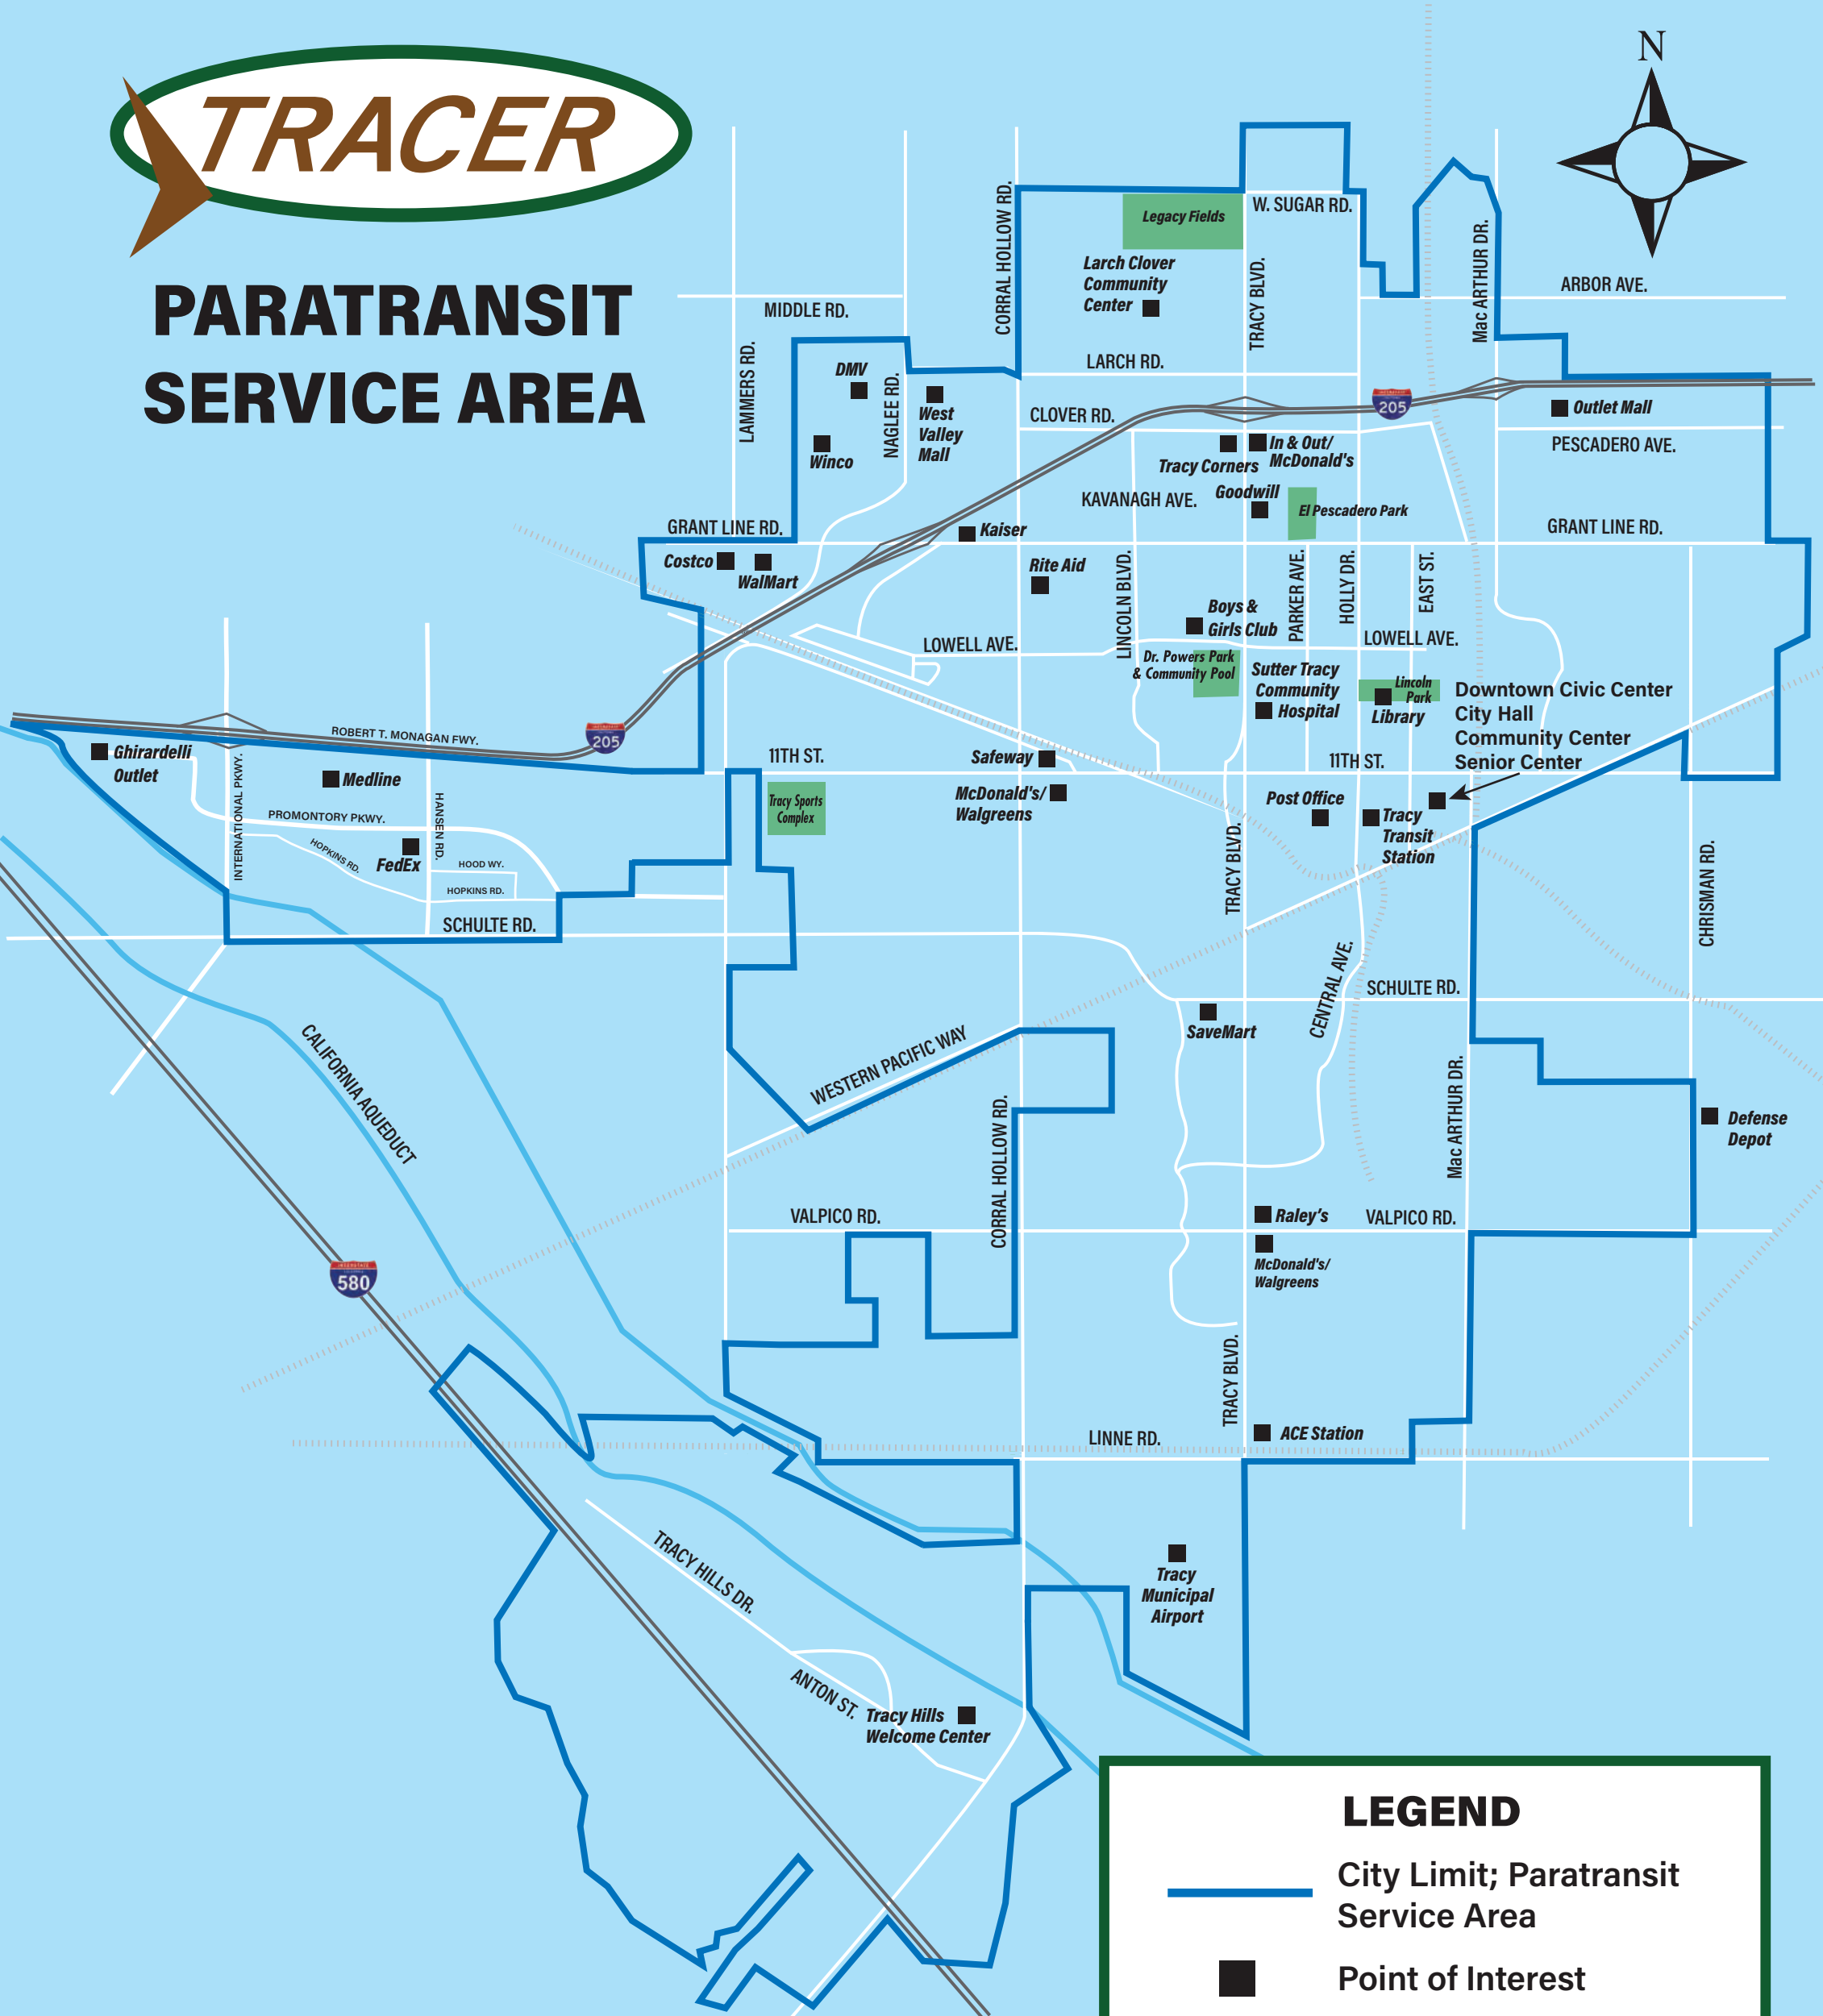 TRACER
PARATRANSIT
SERVICE AREA
N
Legacy Fields
W. SUGAR RD.
CORRAL HOLLOW RD.
Larch Clover
Community
Center
TRACY BLVD.
Mac ARTHUR DR.
ARBOR AVE.
MIDDLE RD.
LAMMERS RD.
DMV
NAGLEE RD.
West
Valley
Mall
Winco
LARCH RD.
CLOVER RD.
205
Outlet Mall
PESCADERO AVE.
Tracy Corners
In & Out/
McDonald's
KAVANAGH AVE.
Goodwill
El Pescadero Park
GRANT LINE RD.
Kaiser
GRANT LINE RD.
Costco
WalMart
Rite Aid
LINCOLN BLVD.
PARKER AVE.
HOLLY DR.
EAST ST.
Boys &
Girls Club
LOWELL AVE.
LOWELL AVE.
Dr. Powers Park
& Community Pool
Sutter Tracy
Community
Hospital
Lincoln
Park
Library
Downtown Civic Center
City Hall
Community Center
Senior Center
ROBERT T. MONAGAN FWY.
205
Ghirardelli
Outlet
INTERNATIONAL PKWY.
Medline
HANSEN RD.
PROMONTORY PKWY.
HOPKINS RD.
FedEx
HOOD WY.
HOPKINS RD.
SCHULTE RD.
11TH ST.
Tracy Sports
Complex
Safeway
McDonald's/
Walgreens
11TH ST.
Post Office
Tracy
Transit
Station
TRACY BLVD.
CHRISMAN RD.
CENTRAL AVE.
SCHULTE RD.
SaveMart
WESTERN PACIFIC WAY
CALIFORNIA AQUEDUCT
CORRAL HOLLOW RD.
Mac ARTHUR DR.
Defense
Depot
VALPICO RD.
Raley's
VALPICO RD.
McDonald's/
Walgreens
580
TRACY BLVD.
LINNE RD.
ACE Station
TRACY HILLS DR.
Tracy
Municipal
Airport
ANTON ST.
Tracy Hills
Welcome Center
LEGEND
City Limit; Paratransit
Service Area
Point of Interest